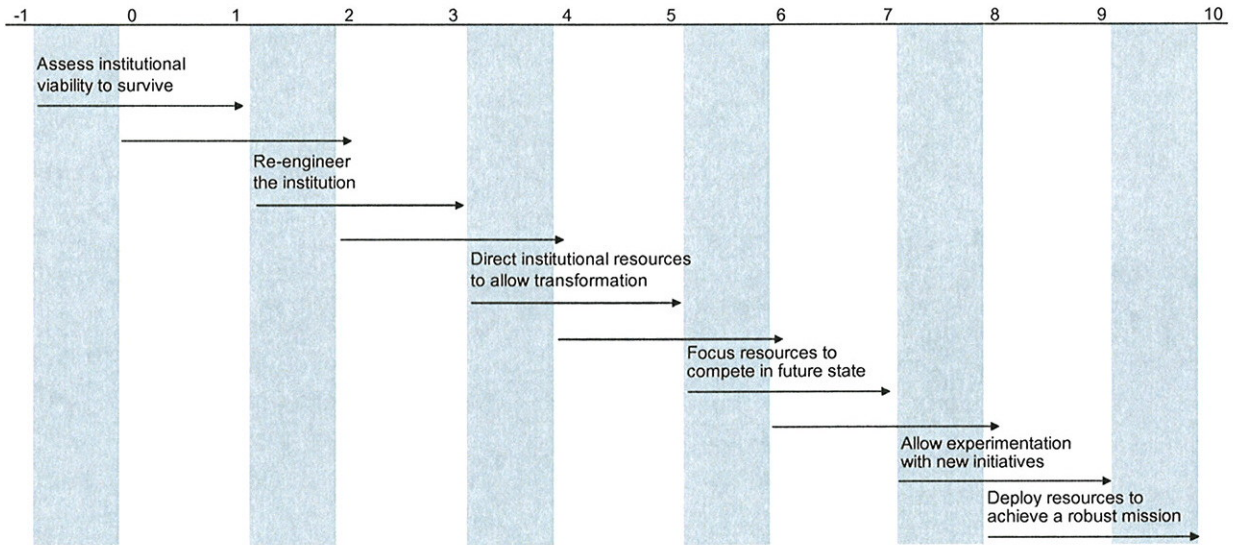 -1 0 1 2 3 4 5 6 7 8 9 10
Assess institutional
viability to survive
Re-engineer
the institution
Direct institutional resources
to allow transformation
Focus resources to
compete in future state
Allow experimentation
with new initiatives
Deploy resources to
achieve a robust mission